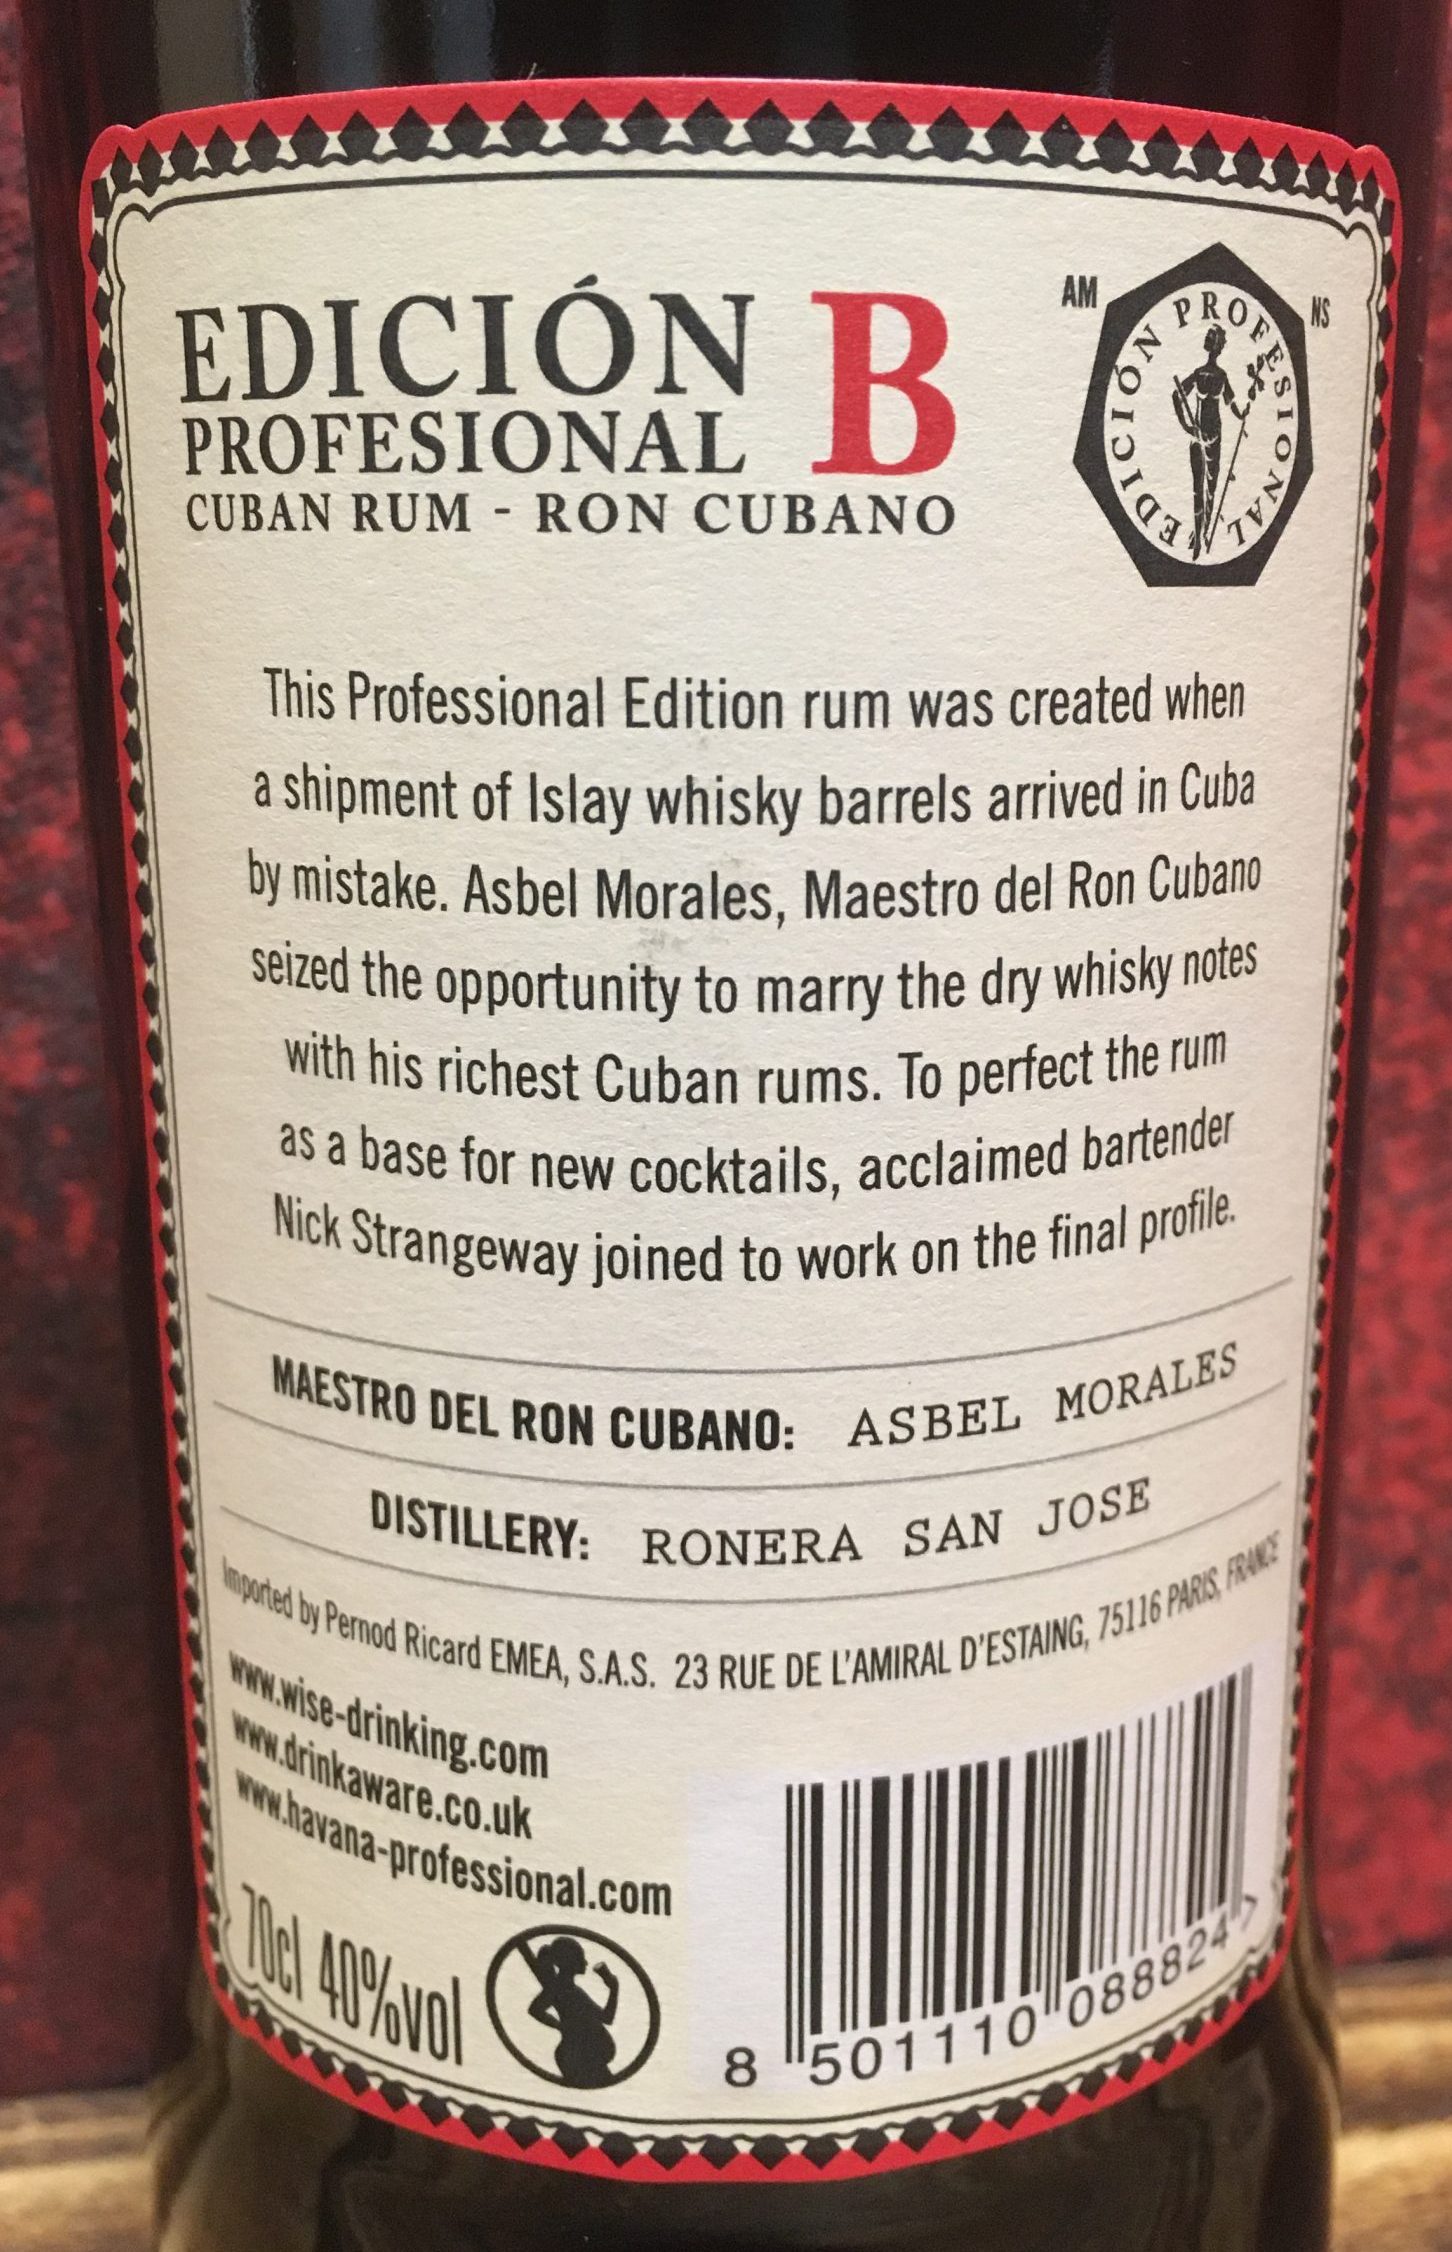 EDICIÓN B
PROFESIONAL
CUBAN RUM - RON CUBANO
AM
NS
EDICIÓN PROFESIONAL
This Professional Edition rum was created when
a shipment of Islay whisky barrels arrived in Cuba
by mistake. Asbel Morales, Maestro del Ron Cubano
seized the opportunity to marry the dry whisky notes
with his richest Cuban rums. To perfect the rum
as a base for new cocktails, acclaimed bartender
Nick Strangeway joined to work on the final profile.
MAESTRO DEL RON CUBANO: ASBEL MORALES
DISTILLERY: RONERA SAN JOSE
Imported by Pernod Ricard EMEA, S.A.S. 23 RUE DE L'AMIRAL D'ESTAING, 75116 PARIS, FRANCE
www.wise-drinking.com
www.drinkaware.co.uk
www.havana-professional.com
70cl 40%vol
8 501110 088824 >